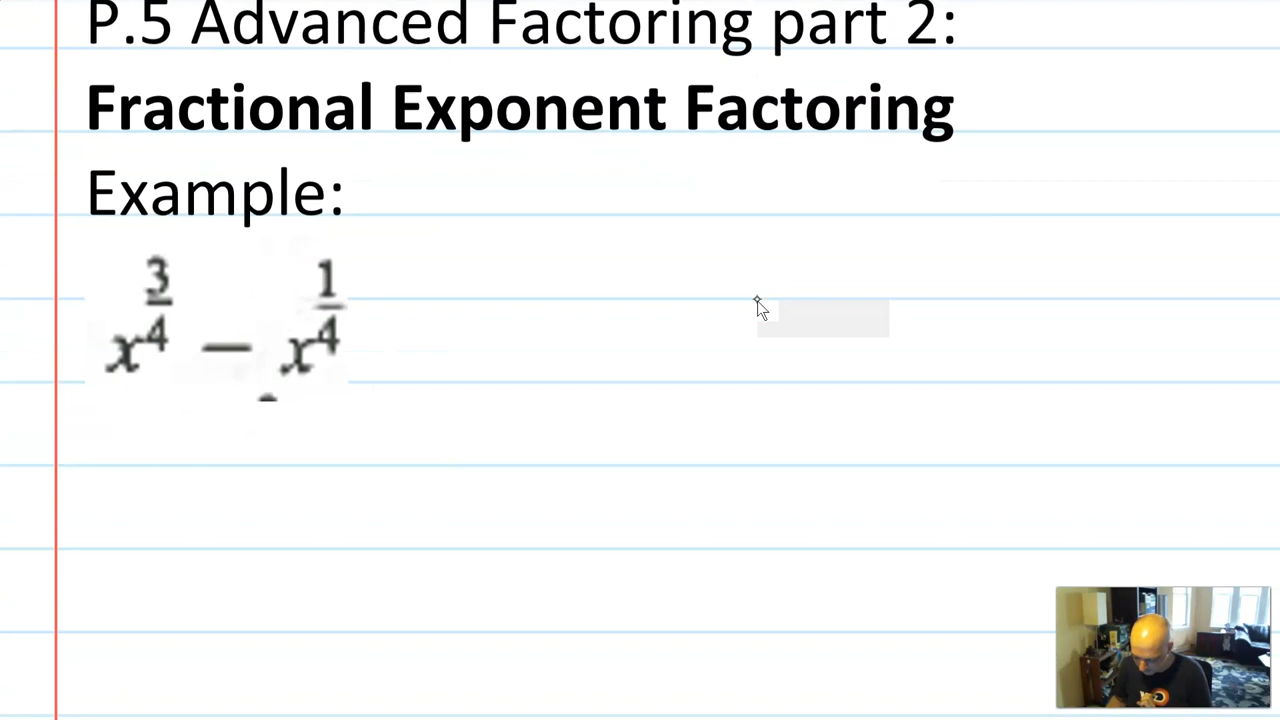 P.5 Advanced Factoring part 2:
Fractional Exponent Factoring
Example:
x^{3/4} − x^{1/4}